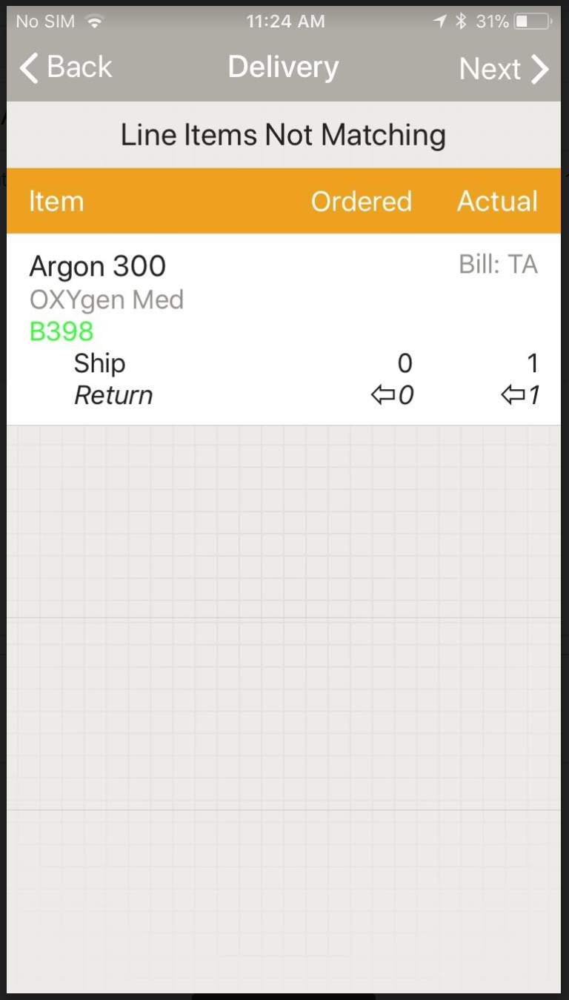 No SIM 11:24 AM 31%
Back Delivery Next
Line Items Not Matching
Item Ordered Actual
Argon 300 Bill: TA
OXYgen Med
B398
Ship 0 1
Return ⇦0 ⇦1